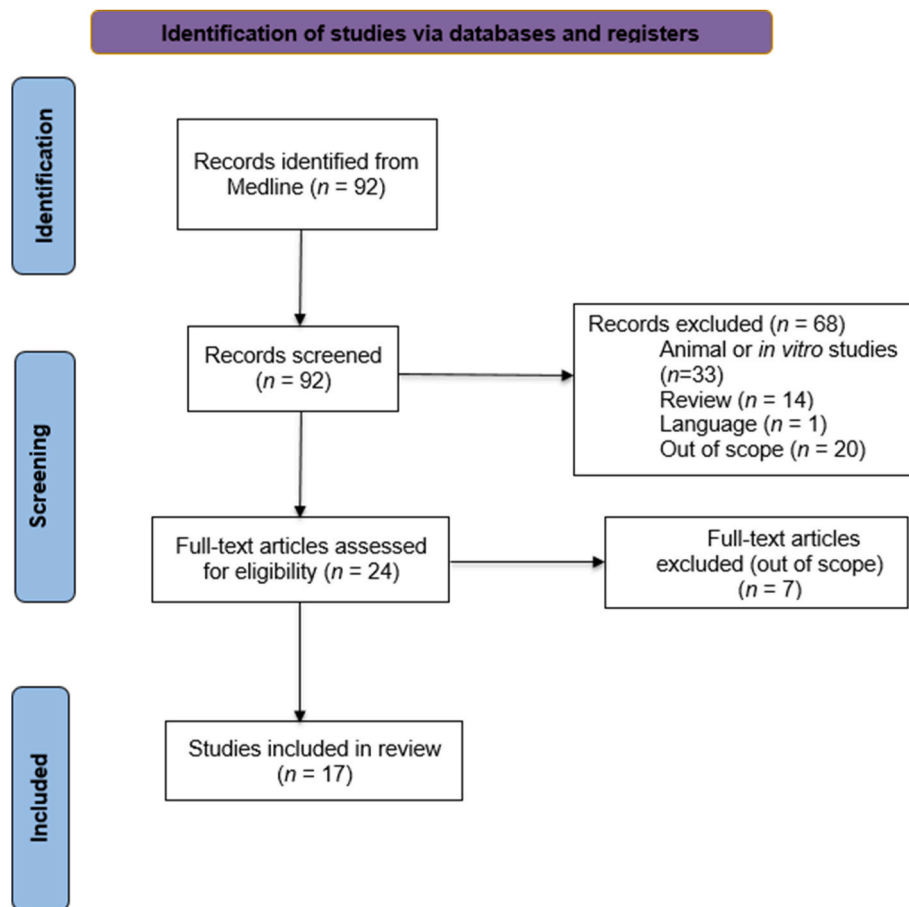 Identification of studies via databases and registers
Identification
Records identified from
Medline (n = 92)
Screening
Records screened
(n = 92)
Records excluded (n = 68)
Animal or in vitro studies
(n=33)
Review (n = 14)
Language (n = 1)
Out of scope (n = 20)
Full-text articles assessed
for eligibility (n = 24)
Full-text articles
excluded (out of scope)
(n = 7)
Included
Studies included in review
(n = 17)